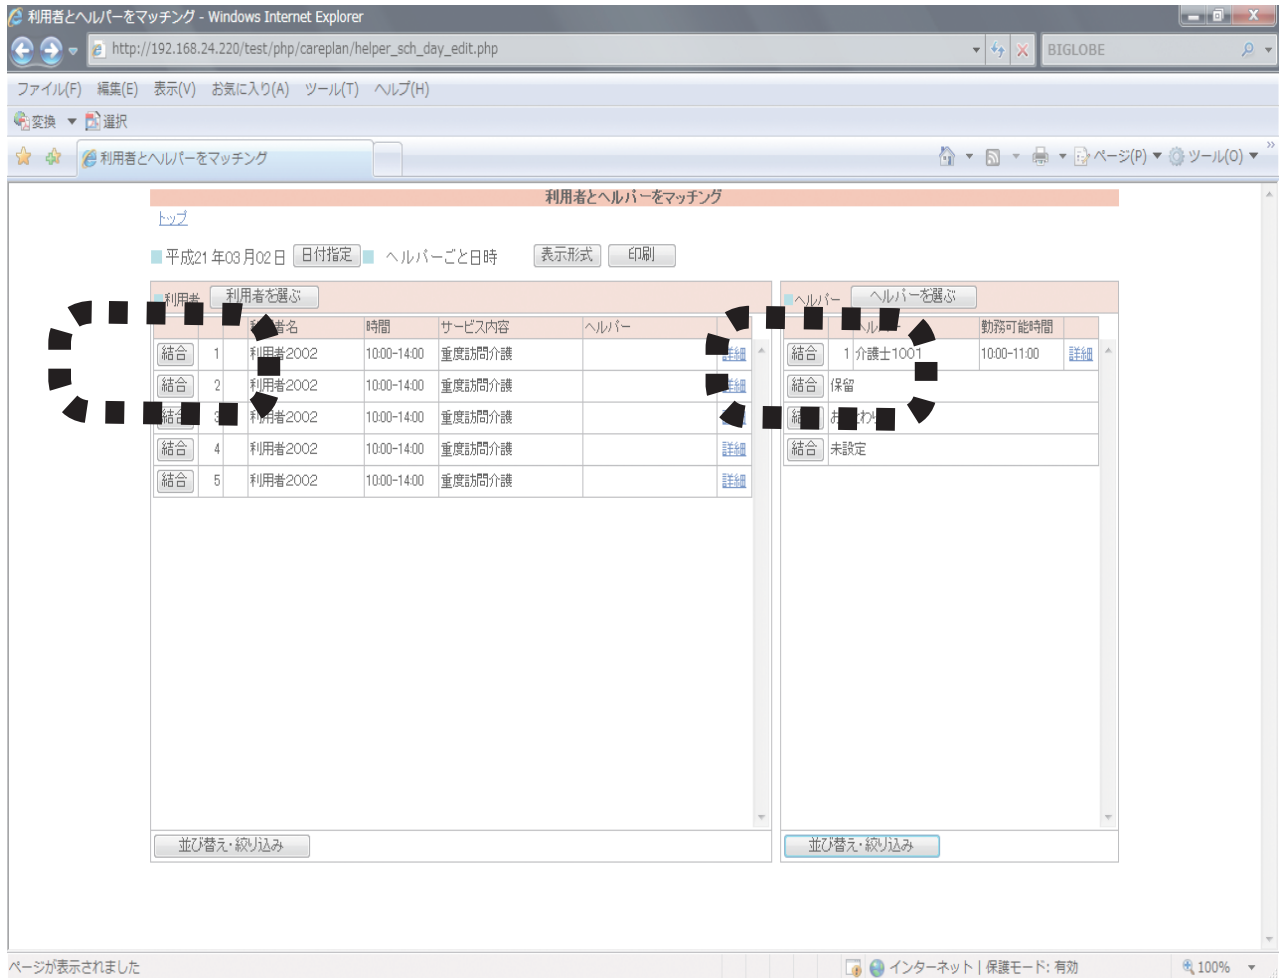 利用者とヘルパーをマッチング - Windows Internet Explorer
http://192.168.24.220/test/php/careplan/helper_sch_day_edit.php
BIGLOBE
ファイル(F) 編集(E) 表示(V) お気に入り(A) ツール(T) ヘルプ(H)
変換 選択
利用者とヘルパーをマッチング
ページ(P) ツール(O)
利用者とヘルパーをマッチング
トップ
平成21年03月02日 日付指定 ヘルパーごと日時 表示形式 印刷
利用者 利用者を選ぶ
時間 サービス内容 ヘルパー
結合 1 利用者2002 10:00-14:00 重度訪問介護 詳細
結合 2 利用者2002 10:00-14:00 重度訪問介護 詳細
結合 3 利用者2002 10:00-14:00 重度訪問介護
結合 4 利用者2002 10:00-14:00 重度訪問介護 詳細
結合 5 利用者2002 10:00-14:00 重度訪問介護 詳細
並び替え・絞り込み
ヘルパー ヘルパーを選ぶ
勤務可能時間
結合 1 介護士1001 10:00-11:00 詳細
結合 保留
結合
結合 未設定
並び替え・絞り込み
ページが表示されました
インターネット | 保護モード: 有効
100%